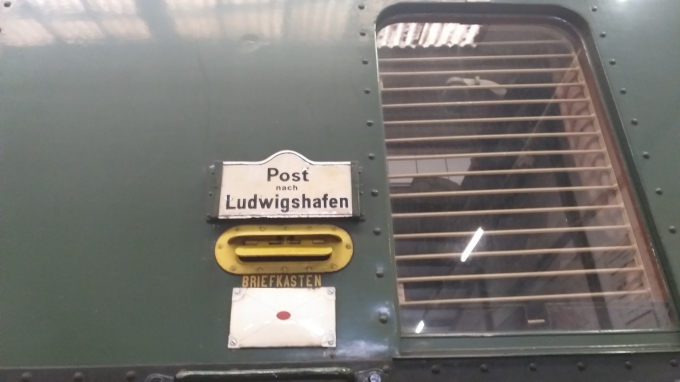 Post
nach
Ludwigshafen
BRIEFKASTEN